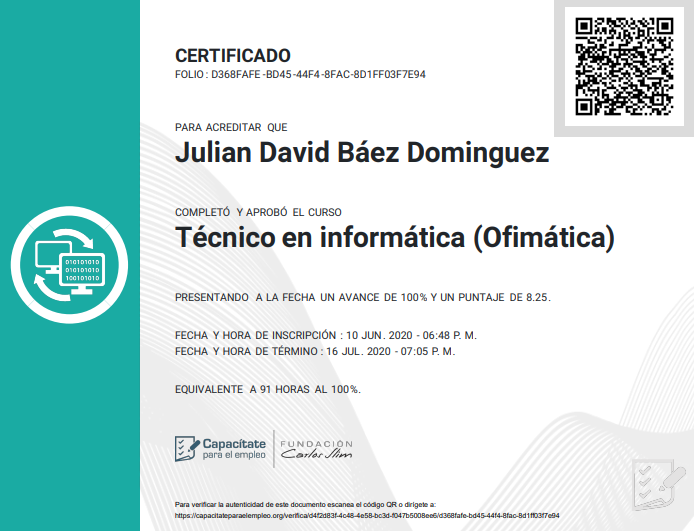 CERTIFICADO
FOLIO: D368FAFE-BD45-44F4-8FAC-8D1FF03F7E94
PARA ACREDITAR QUE
Julian David Báez Dominguez
COMPLETÓ Y APROBÓ EL CURSO
Técnico en informática (Ofimática)
010101010
010101010
100101010
PRESENTANDO A LA FECHA UN AVANCE DE 100% Y UN PUNTAJE DE 8.25.
FECHA Y HORA DE INSCRIPCIÓN : 10 JUN. 2020 - 06:48 P. M.
FECHA Y HORA DE TÉRMINO : 16 JUL. 2020 - 07:05 P. M.
EQUIVALENTE A 91 HORAS AL 100%.
Capacítate
para el empleo
FUNDACIÓN
Carlos Slim
Para verificar la autenticidad de este documento escanea el código QR o dirígete a:
https://capacitateparaelempleo.org/verifica/d4f2d83f-4c48-4e58-bc3d-f047b5008ee6/d368fafe-bd45-44f4-8fac-8d1ff03f7e94